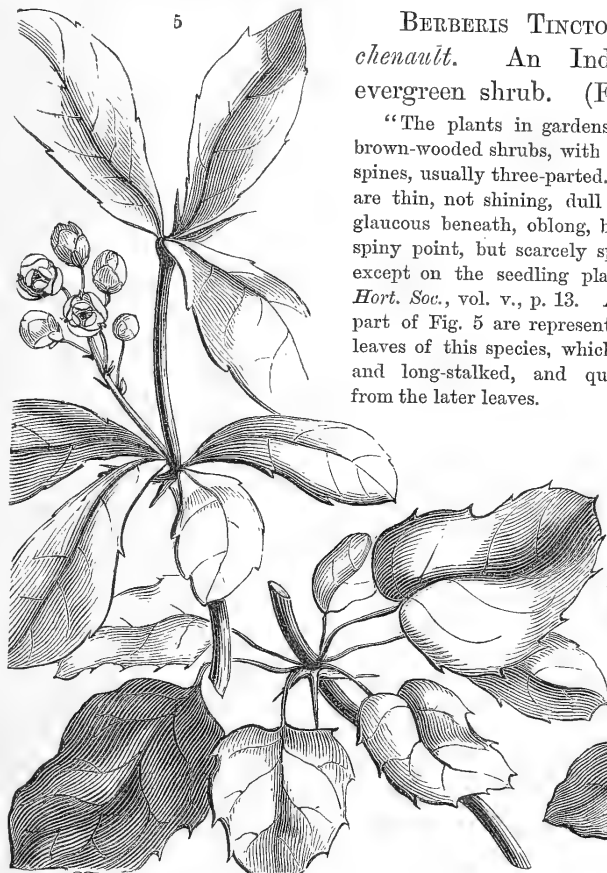 5
BERBERIS TINCTO
chenault. An Ind
evergreen shrub. (F
“The plants in gardens
brown-wooded shrubs, with
spines, usually three-parted.
are thin, not shining, dull
glaucous beneath, oblong, b
spiny point, but scarcely sp
except on the seedling pla
Hort. Soc., vol. v., p. 13.
part of Fig. 5 are represent
leaves of this species, which
and long-stalked, and qu
from the later leaves.